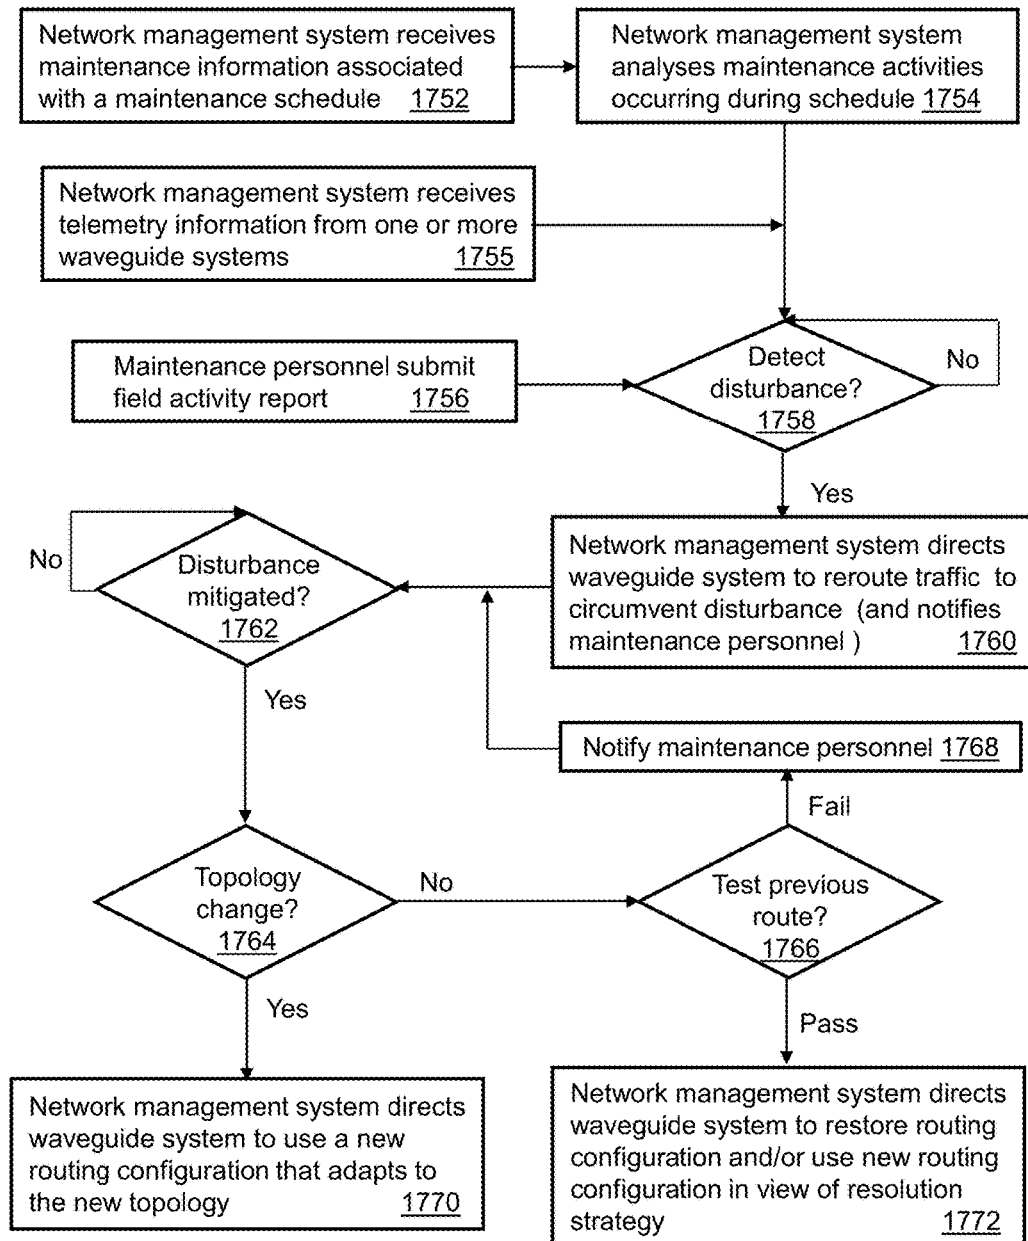 Network management system receives
maintenance information associated
with a maintenance schedule 1752
Network management system
analyses maintenance activities
occurring during schedule 1754
Network management system receives
telemetry information from one or more
waveguide systems 1755
Maintenance personnel submit
field activity report 1756
Detect
disturbance?
1758
No
Yes
Network management system directs
waveguide system to reroute traffic to
circumvent disturbance (and notifies
maintenance personnel ) 1760
No
Disturbance
mitigated?
1762
Yes
Notify maintenance personnel 1768
Fail
Topology
change?
1764
No
Test previous
route?
1766
Yes
Pass
Network management system directs
waveguide system to use a new
routing configuration that adapts to
the new topology 1770
Network management system directs
waveguide system to restore routing
configuration and/or use new routing
configuration in view of resolution
strategy 1772